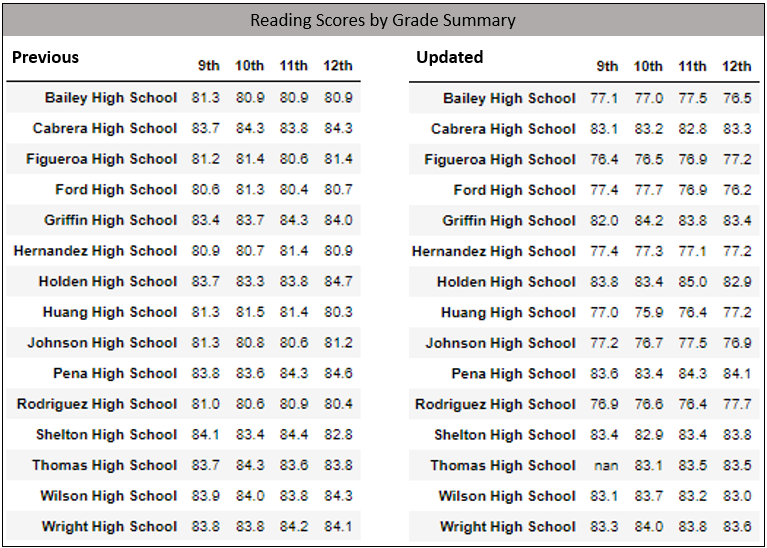 Reading Scores by Grade Summary
Previous
9th 10th 11th 12th
Bailey High School 81.3 80.9 80.9 80.9
Cabrera High School 83.7 84.3 83.8 84.3
Figueroa High School 81.2 81.4 80.6 81.4
Ford High School 80.6 81.3 80.4 80.7
Griffin High School 83.4 83.7 84.3 84.0
Hernandez High School 80.9 80.7 81.4 80.9
Holden High School 83.7 83.3 83.8 84.7
Huang High School 81.3 81.5 81.4 80.3
Johnson High School 81.3 80.8 80.6 81.2
Pena High School 83.8 83.6 84.3 84.6
Rodriguez High School 81.0 80.6 80.9 80.4
Shelton High School 84.1 83.4 84.4 82.8
Thomas High School 83.7 84.3 83.6 83.8
Wilson High School 83.9 84.0 83.8 84.3
Wright High School 83.8 83.8 84.2 84.1
Updated
9th 10th 11th 12th
Bailey High School 77.1 77.0 77.5 76.5
Cabrera High School 83.1 83.2 82.8 83.3
Figueroa High School 76.4 76.5 76.9 77.2
Ford High School 77.4 77.7 76.9 76.2
Griffin High School 82.0 84.2 83.8 83.4
Hernandez High School 77.4 77.3 77.1 77.2
Holden High School 83.8 83.4 85.0 82.9
Huang High School 77.0 75.9 76.4 77.2
Johnson High School 77.2 76.7 77.5 76.9
Pena High School 83.6 83.4 84.3 84.1
Rodriguez High School 76.9 76.6 76.4 77.7
Shelton High School 83.4 82.9 83.4 83.8
Thomas High School nan 83.1 83.5 83.5
Wilson High School 83.1 83.7 83.2 83.0
Wright High School 83.3 84.0 83.8 83.6